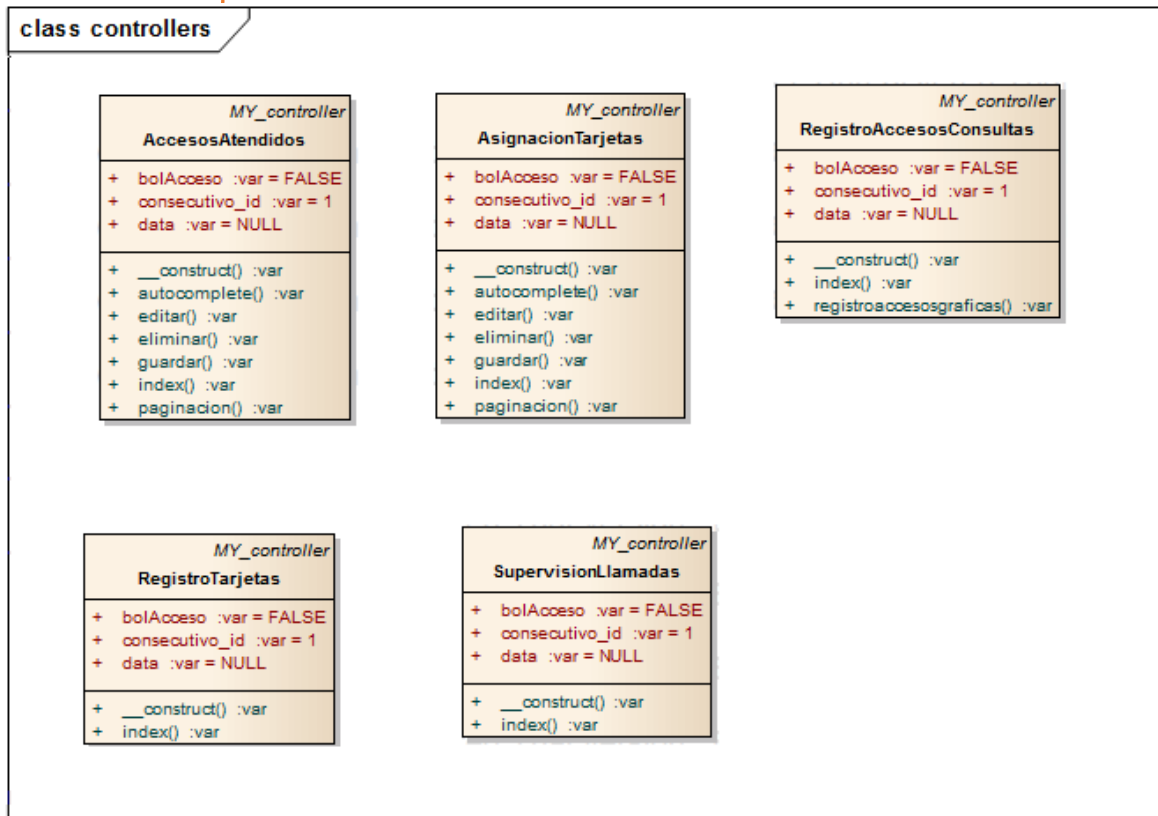 class controllers
MY_controller
AccesosAtendidos
+ bolAcceso :var = FALSE
+ consecutivo_id :var = 1
+ data :var = NULL
+ __construct() :var
+ autocomplete() :var
+ editar() :var
+ eliminar() :var
+ guardar() :var
+ index() :var
+ paginacion() :var
MY_controller
AsignacionTarjetas
+ bolAcceso :var = FALSE
+ consecutivo_id :var = 1
+ data :var = NULL
+ __construct() :var
+ autocomplete() :var
+ editar() :var
+ eliminar() :var
+ guardar() :var
+ index() :var
+ paginacion() :var
MY_controller
RegistroAccesosConsultas
+ bolAcceso :var = FALSE
+ consecutivo_id :var = 1
+ data :var = NULL
+ __construct() :var
+ index() :var
+ registroaccesosgraficas() :var
MY_controller
RegistroTarjetas
+ bolAcceso :var = FALSE
+ consecutivo_id :var = 1
+ data :var = NULL
+ __construct() :var
+ index() :var
MY_controller
SupervisionLlamadas
+ bolAcceso :var = FALSE
+ consecutivo_id :var = 1
+ data :var = NULL
+ __construct() :var
+ index() :var